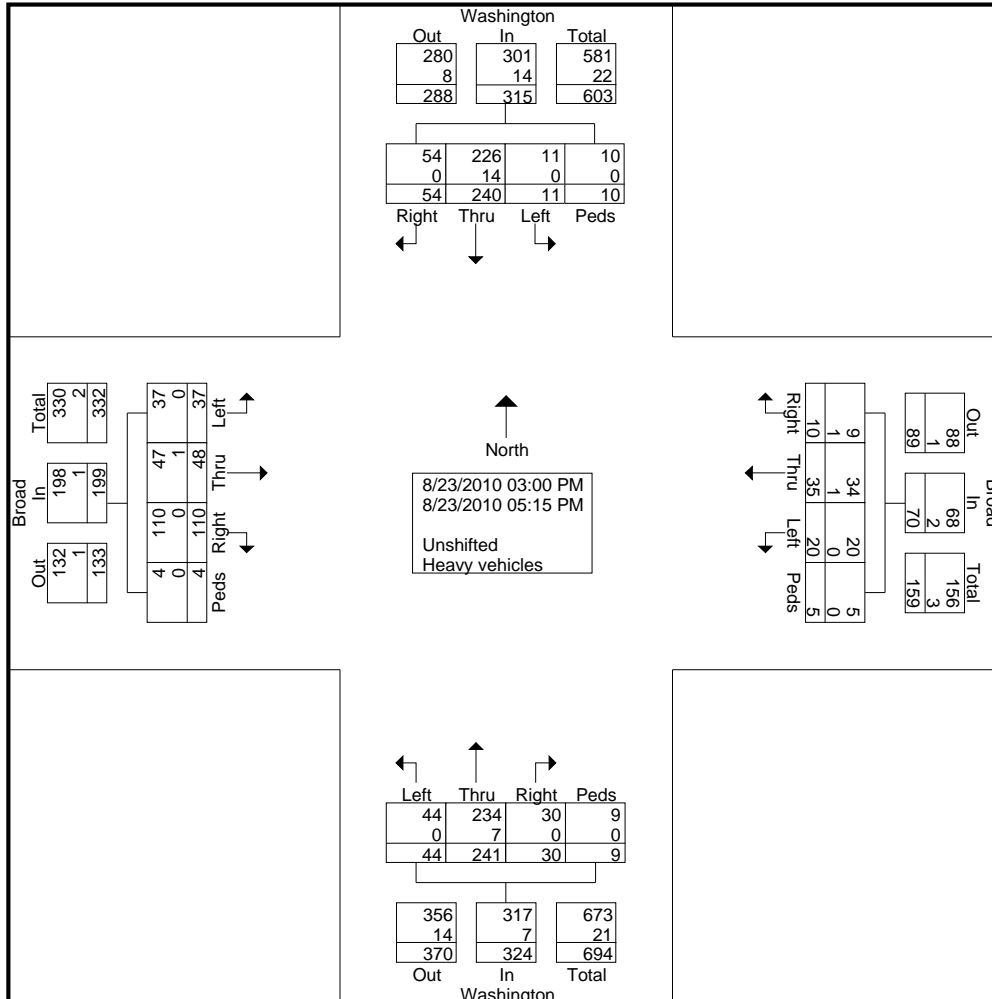 Washington
Out In Total
280 301 581
8 14 22
288 315 603
54 226 11 10
0 14 0 0
54 240 11 10
Right Thru Left Peds
Broad
Total In Out
330 198 132
2 1 1
332 199 133
37 47 110 4
0 1 0 0
37 48 110 4
Left Thru Right Peds
North
8/23/2010 03:00 PM
8/23/2010 05:15 PM
Unshifted
Heavy vehicles
Right Thru Left Peds
10 35 20 5
1 1 0 0
9 34 20 5
89 70 159
1 2 3
88 68 156
Out In Total
Broad
Left Thru Right Peds
44 234 30 9
0 7 0 0
44 241 30 9
356 317 673
14 7 21
370 324 694
Out In Total
Washington